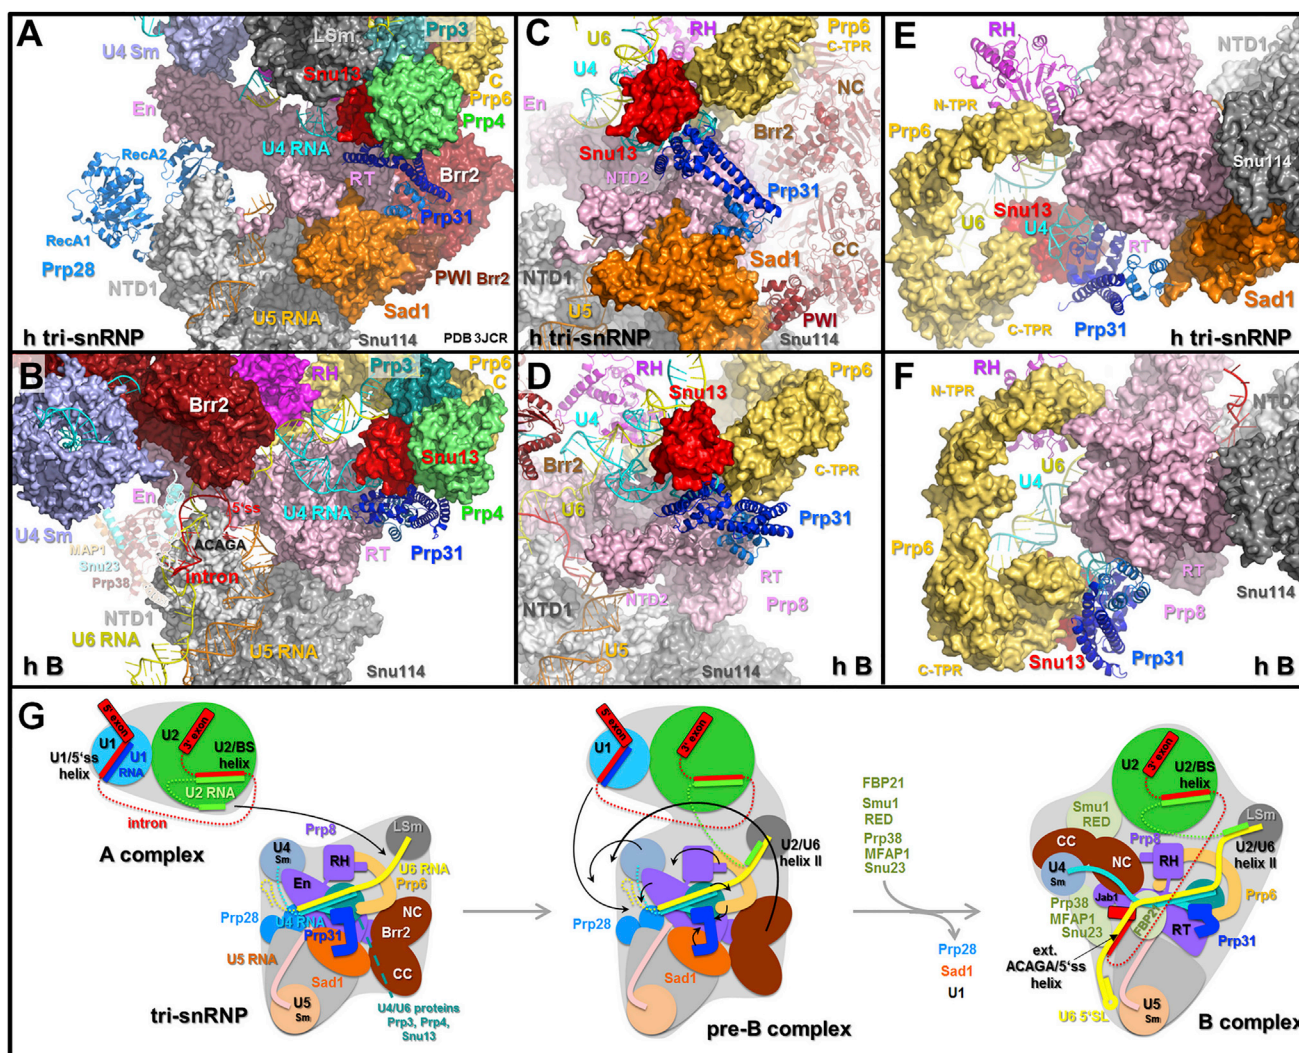 A
U4 Sm
LSm
Prp3
Snu13
C
Prp6
En
Prp4
U4 RNA
RecA2
RT
Brr2
Prp31
RecA1
Prp28
NTD1
PWI Brr2
Sad1
U5 RNA
h tri-snRNP
Snu114
PDB 3JCR
C
U6
RH
Prp6
C-TPR
U4
En
NC
Brr2
Snu13
NTD2
Prp31
CC
Sad1
NTD1
U5
PWI
h tri-snRNP
Snu114
E
RH
NTD1
N-TPR
Prp6
Snu114
U6
Snu13
U4
RT
Sad1
C-TPR
Prp31
h tri-snRNP
B
RH
Prp3
Prp6
C
Brr2
Snu13
En
5'ss
U4 RNA
Prp4
U4 Sm
ACAGA
MAP1
Snu23
Prp38
intron
RT
Prp31
NTD1
U6 RNA
U5 RNA
Snu114
h B
D
RH
Prp6
Snu13
U4
C-TPR
Brr2
U6
Prp31
RT
NTD1
NTD2
Prp8
U5
Snu114
h B
F
RH
N-TPR
NTD1
U6
U4
Prp6
RT
Prp8
Snu114
C-TPR
Snu13
Prp31
h B
G
5' exon
U1
U2
3' exon
U1/5'ss
helix
U1
RNA
U2/BS
helix
U2 RNA
intron
A complex
U4
Sm
Prp8
RH
LSm
En
U6 RNA
Prp6
Prp28
U4 RNA
NC
Prp31
Brr2
U5 RNA
Sad1
CC
U5
Sm
U4/U6 proteins
Prp3, Prp4,
Snu13
tri-snRNP
5' exon
U1
3' exon
U2/U6
helix II
Prp28
pre-B complex
FBP21
Smu1
RED
Prp38
MFAP1
Snu23
Prp28
Sad1
U1
U2
3' exon
U2/BS
helix
Smu1
RED
LSm
CC
Prp8
U2/U6
helix II
NC
RH
U4
Sm
Jab1
Prp6
Prp38
MFAP1
Snu23
FBP21
RT
Prp31
ext.
ACAGA/5'ss
helix
U5
Sm
U6 5'SL
B complex